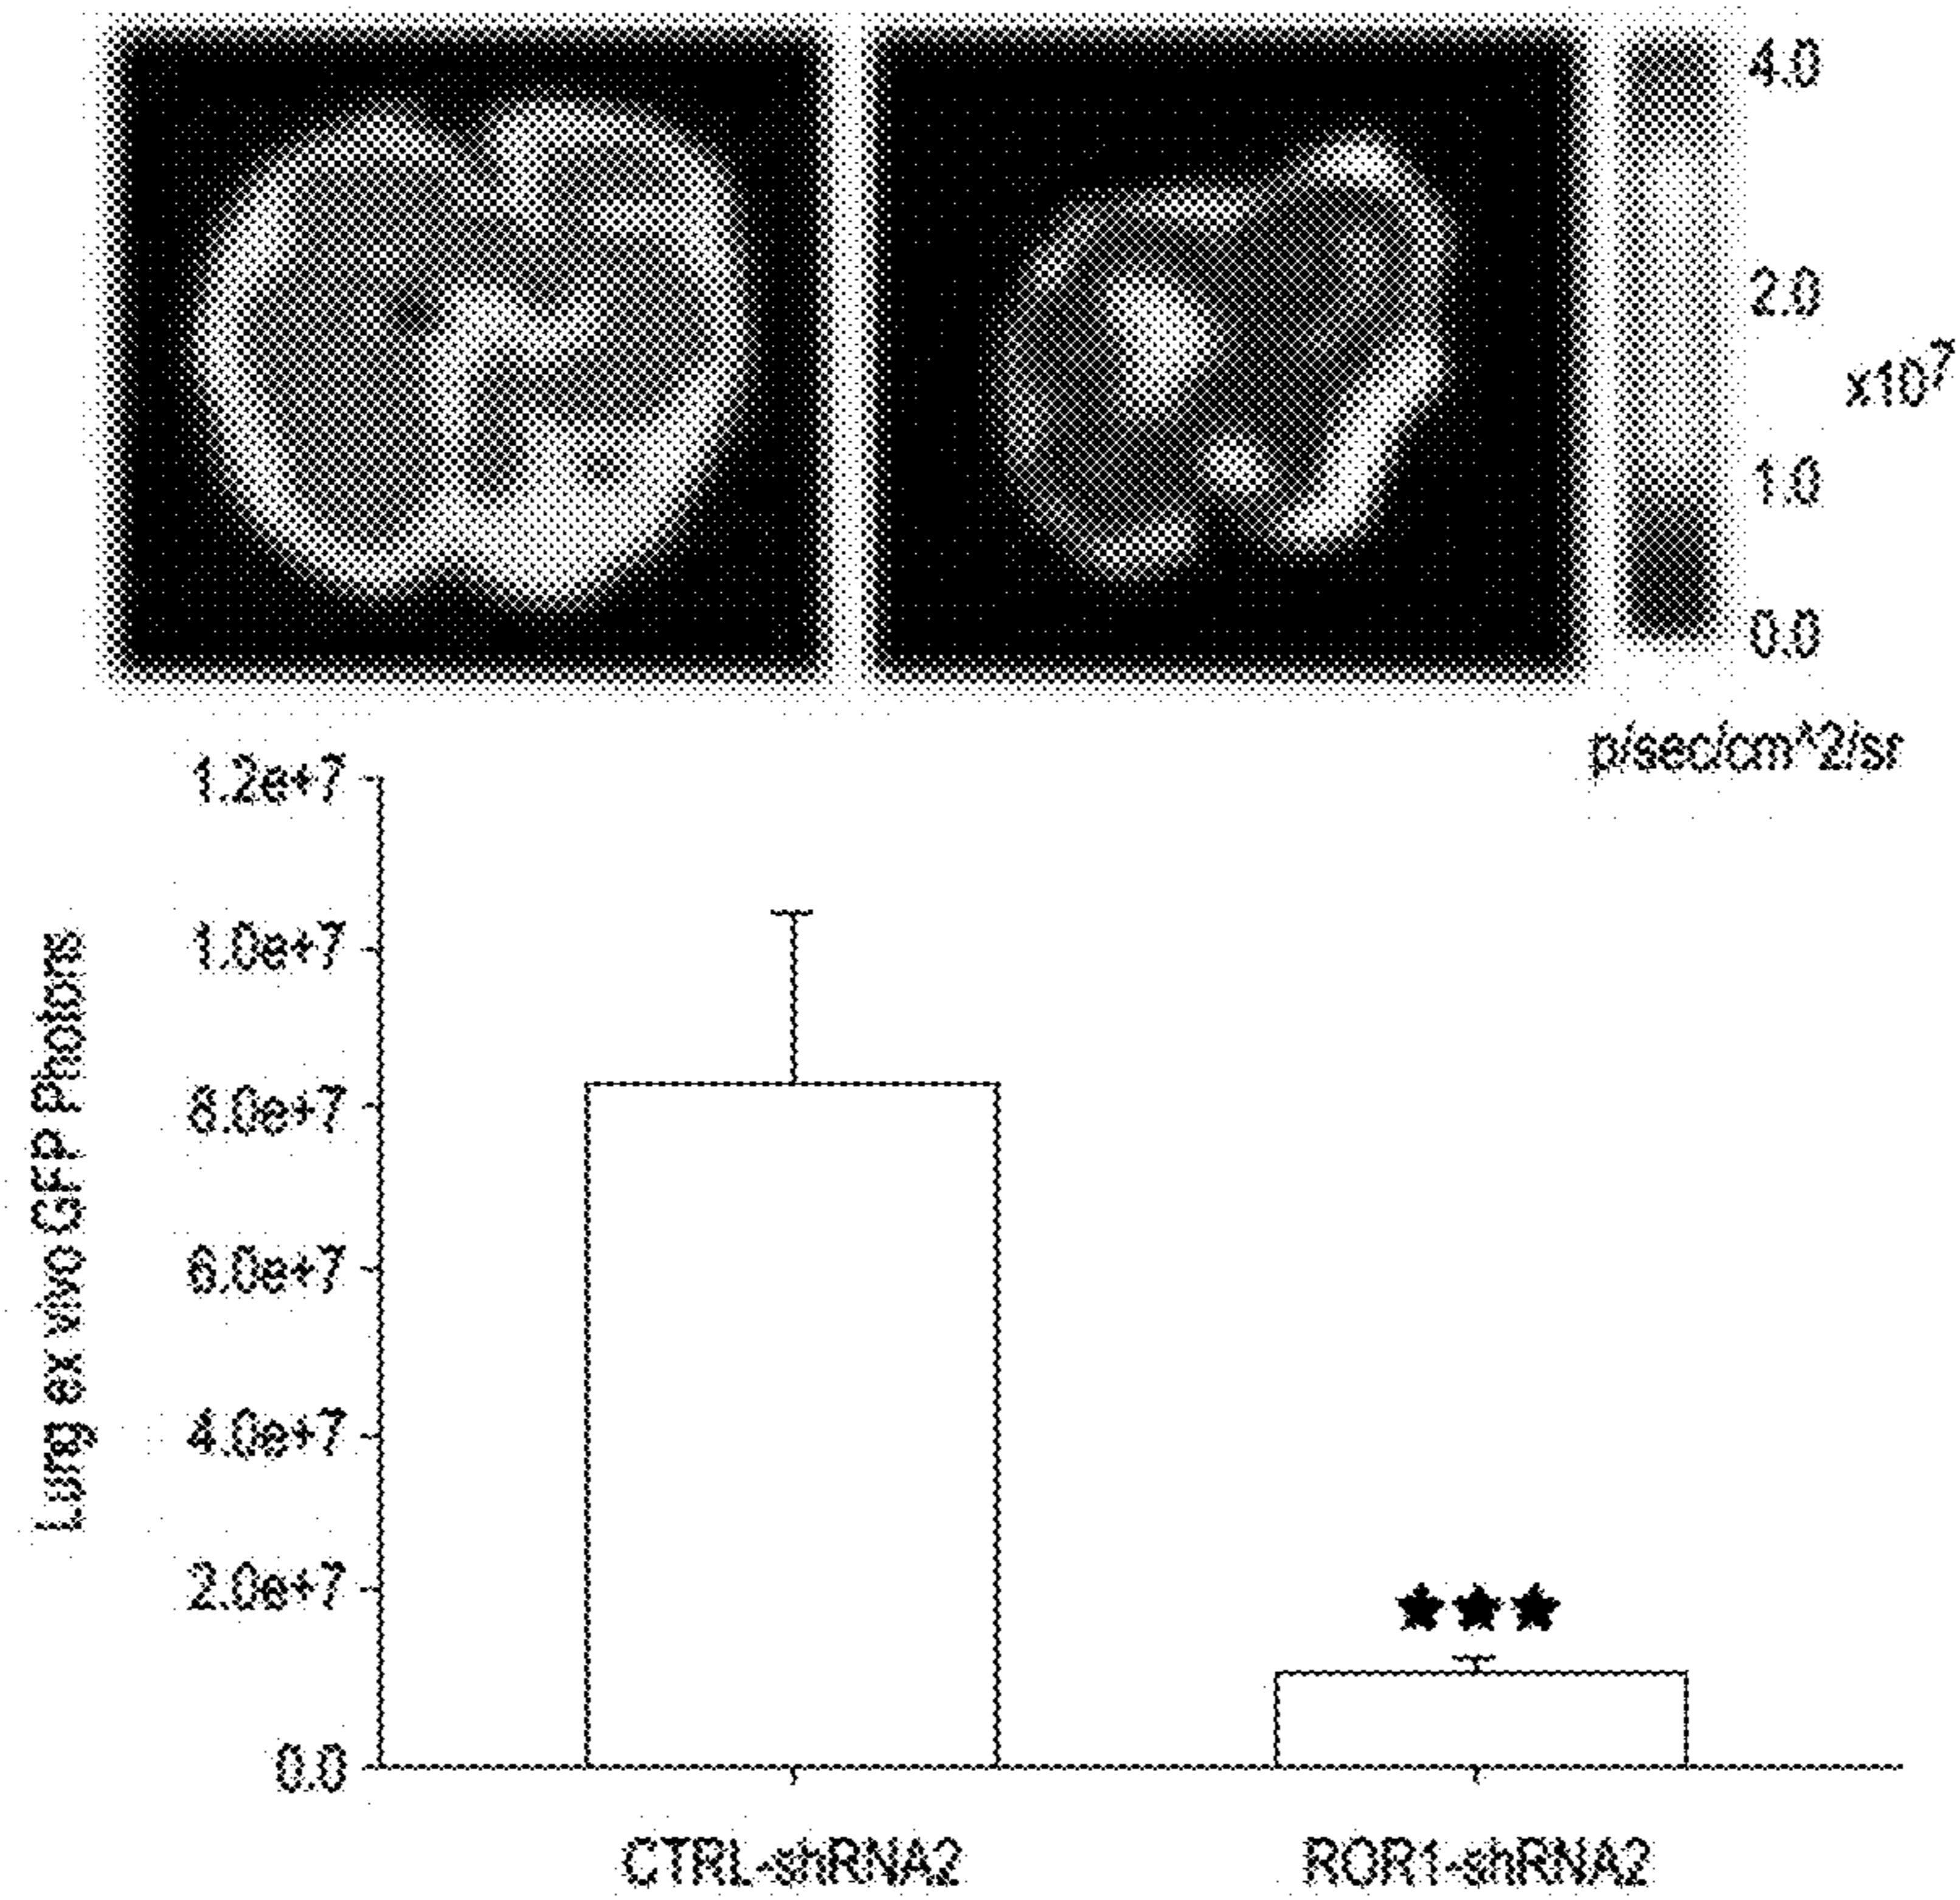 4.0
2.0
x10^7
1.0
0.0
p/sec/cm^2/sr
Lung ex vivo GFP Photons
1.2e+7
1.0e+7
8.0e+7
6.0e+7
4.0e+7
2.0e+7
0.0
★★★
CTRL-shRNA2
ROR1-shRNA2